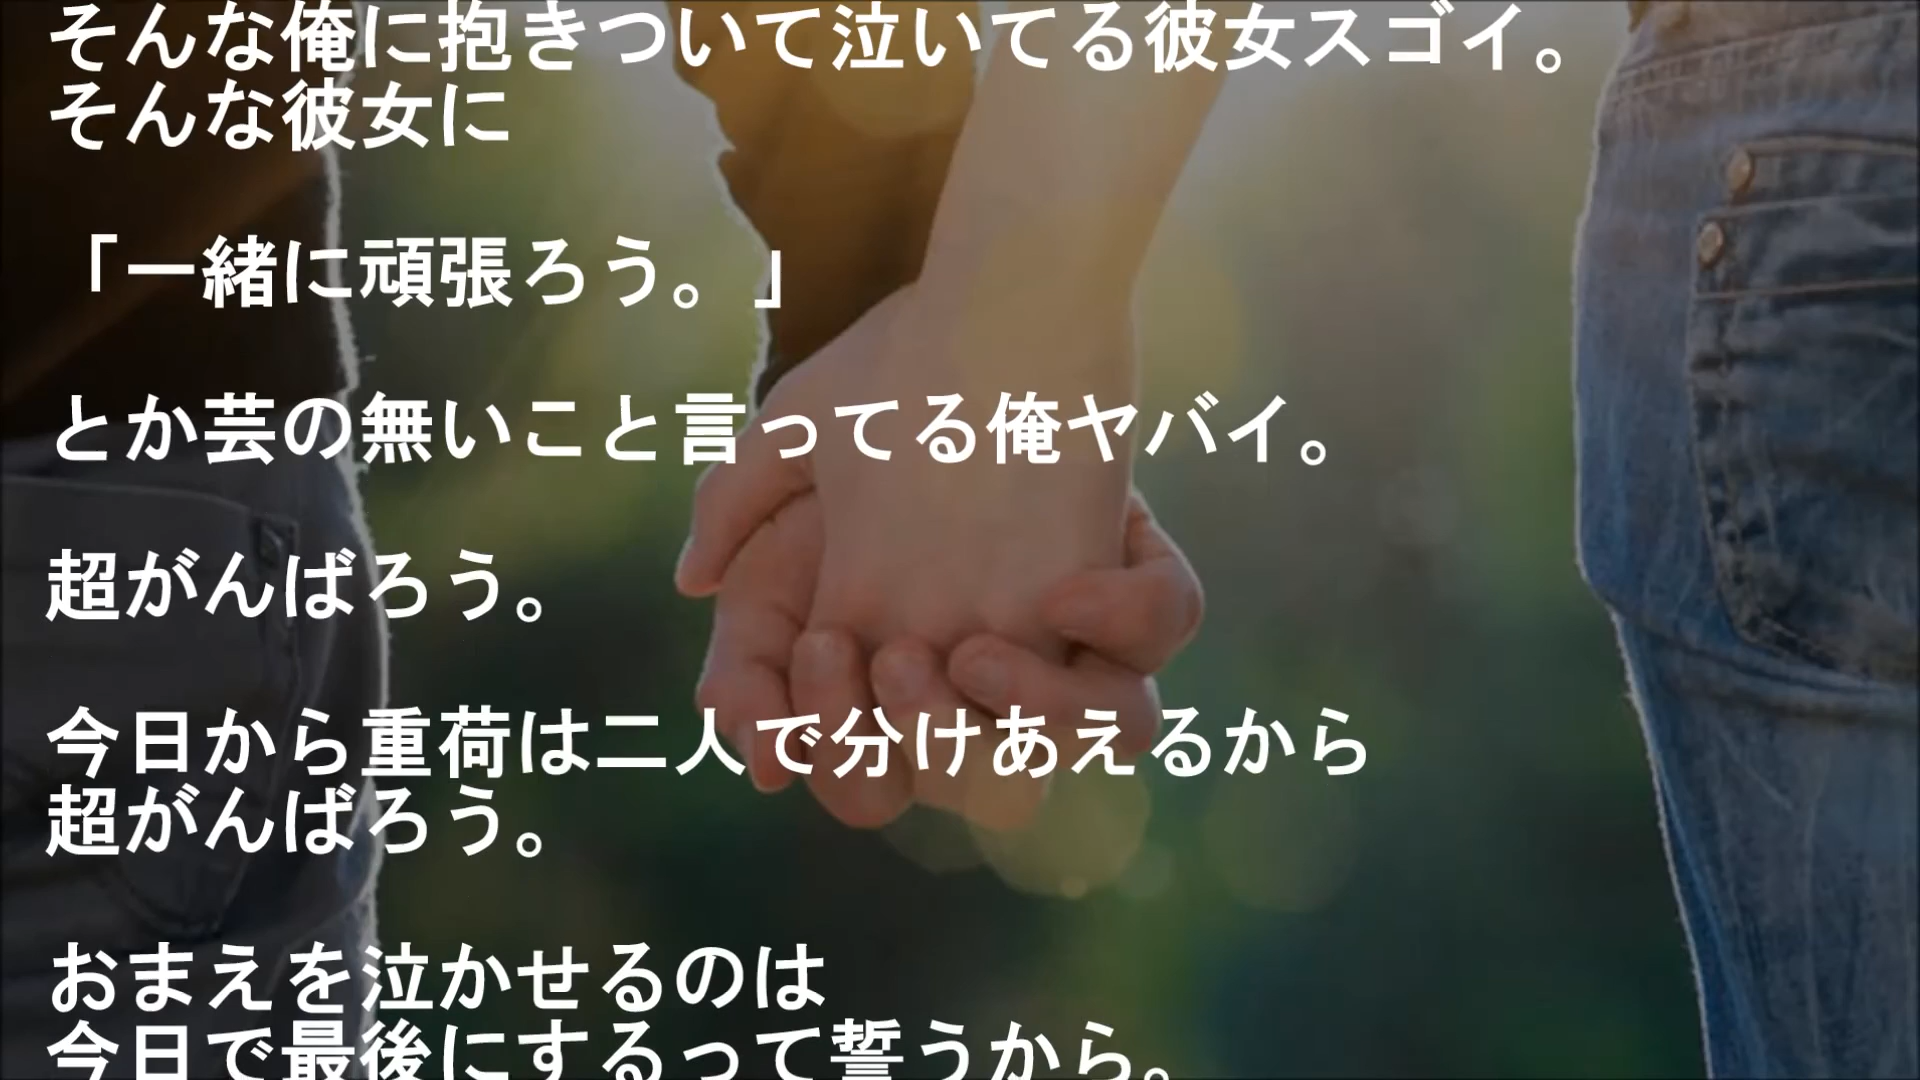 そんな俺に抱きついて泣いてる彼女スゴイ。
そんな彼女に
「一緒に頑張ろう。」
とか芸の無いこと言ってる俺ヤバイ。
超がんばろう。
今日から重荷は二人で分けあえるから
超がんばろう。
おまえを泣かせるのは
今日で最後にするって誓うから。